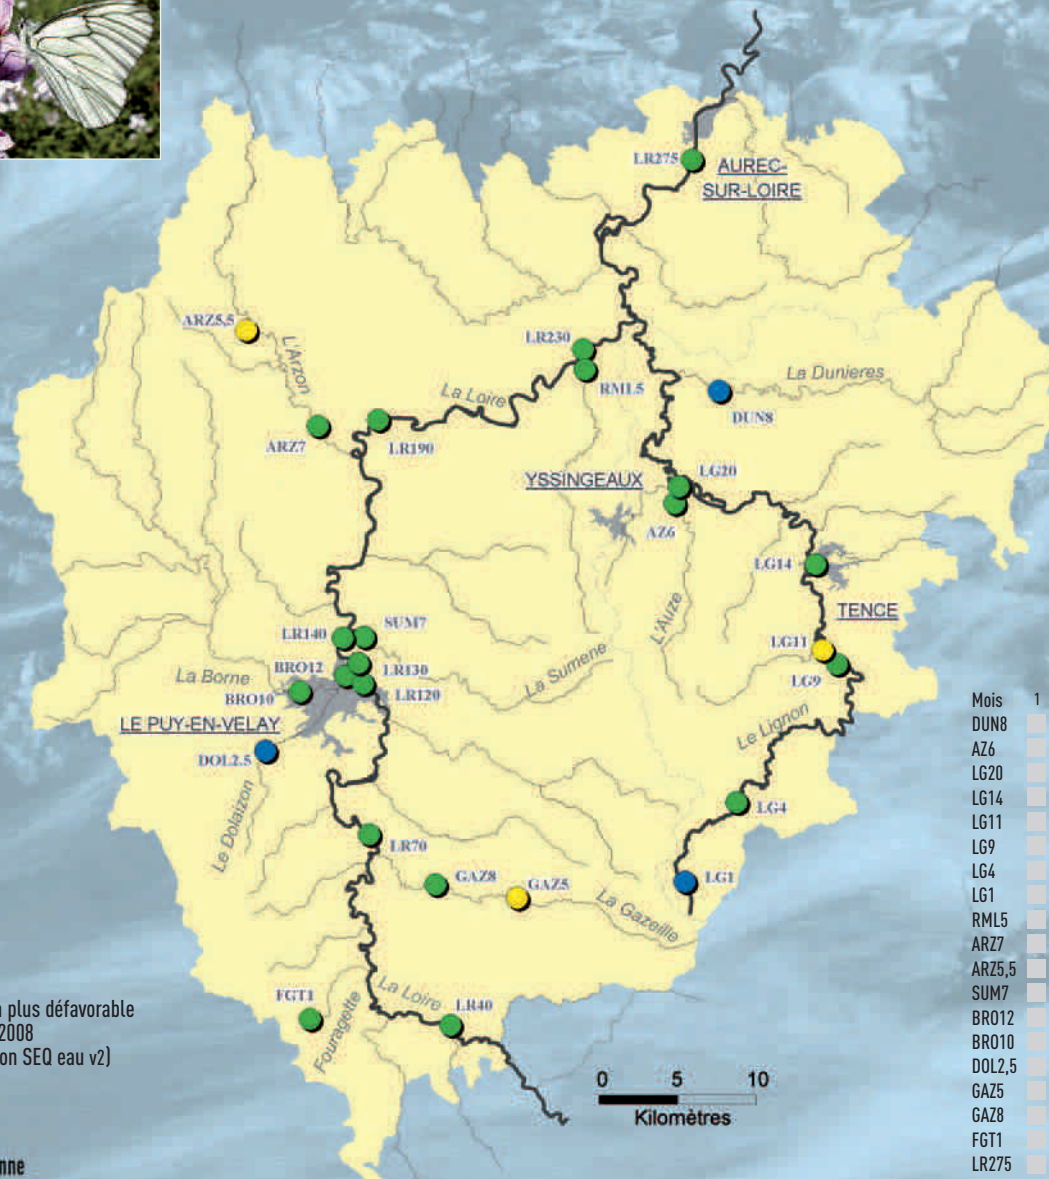 LR275
AUREC-
SUR-LOIRE
ARZ5,5
L'Arzon
LR230
La Loire
RML5
La Dunieres
DUN8
ARZ7
LR190
YSSINGEAUX
LG20
AZ6
LG14
L'Auze
TENCE
LR140
SUM7
LG11
BRO12
LR130
La Sumene
La Borne
LG9
BRO10
LR120
LE PUY-EN-VELAY
Le Lignon
DOL2.5
Le Dolaizon
LG4
LR70
GAZ8
GAZ5
LG1
La Gazeille
FGT1
Fouragette
La Loire
LR40
0 5 10
Kilomètres
plus défavorable
2008
on SEQ eau v2)
nne
Mois 1
DUN8
AZ6
LG20
LG14
LG11
LG9
LG4
LG1
RML5
ARZ7
ARZ5,5
SUM7
BRO12
BRO10
DOL2,5
GAZ5
GAZ8
FGT1
LR275